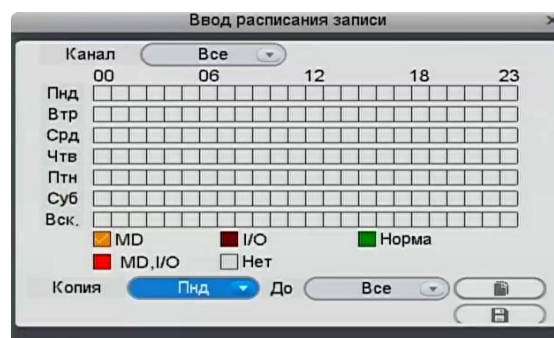 Ввод расписания записи
Канал Все
00 06 12 18 23
Пнд
Втр
Срд
Чтв
Птн
Суб
Вск.
MD I/O Норма
MD,I/O Нет
Копия Пнд До Все